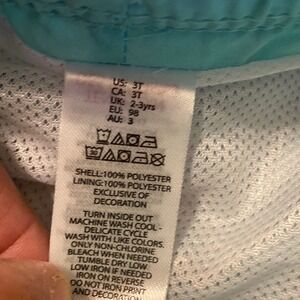 US: 3T
CA: 3T
UK: 2-3yrs
EU: 98
AU: 3
SHELL:100% POLYESTER
LINING:100% POLYESTER
EXCLUSIVE OF
DECORATION
TURN INSIDE OUT
MACHINE WASH COOL -
DELICATE CYCLE
WASH WITH LIKE COLORS.
ONLY NON-CHLORINE
BLEACH WHEN NEEDED
TUMBLE DRY LOW
LOW IRON IF NEEDED
IRON ON REVERSE
DO NOT IRON PRINT
AND DECORATION